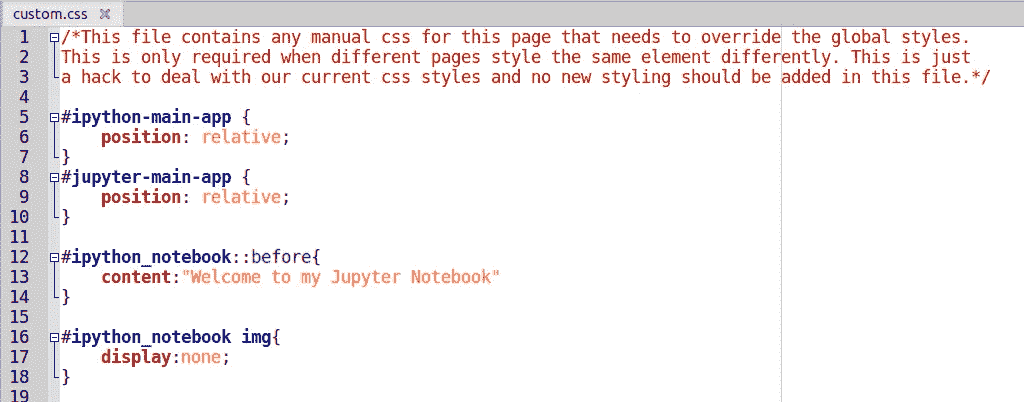 custom.css
1 /*This file contains any manual css for this page that needs to override the global styles.
2 This is only required when different pages style the same element differently. This is just
3 a hack to deal with our current css styles and no new styling should be added in this file.*/
4
5 #ipython-main-app {
6     position: relative;
7 }
8 #jupyter-main-app {
9     position: relative;
10 }
11
12 #ipython_notebook::before{
13     content:"Welcome to my Jupyter Notebook"
14 }
15
16 #ipython_notebook img{
17     display:none;
18 }
19